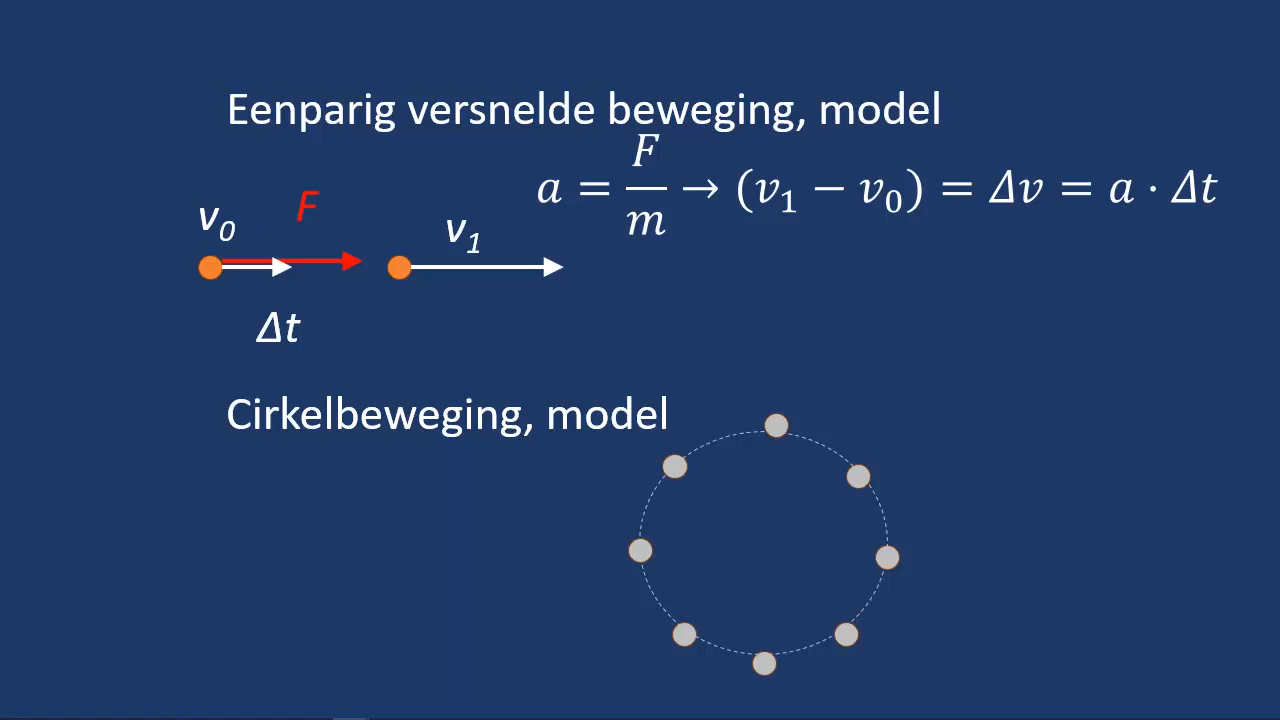 Eenparig versnelde beweging, model
a = F/m → (v₁ − v₀) = Δv = a · Δt
v₀
F
v₁
Δt
Cirkelbeweging, model